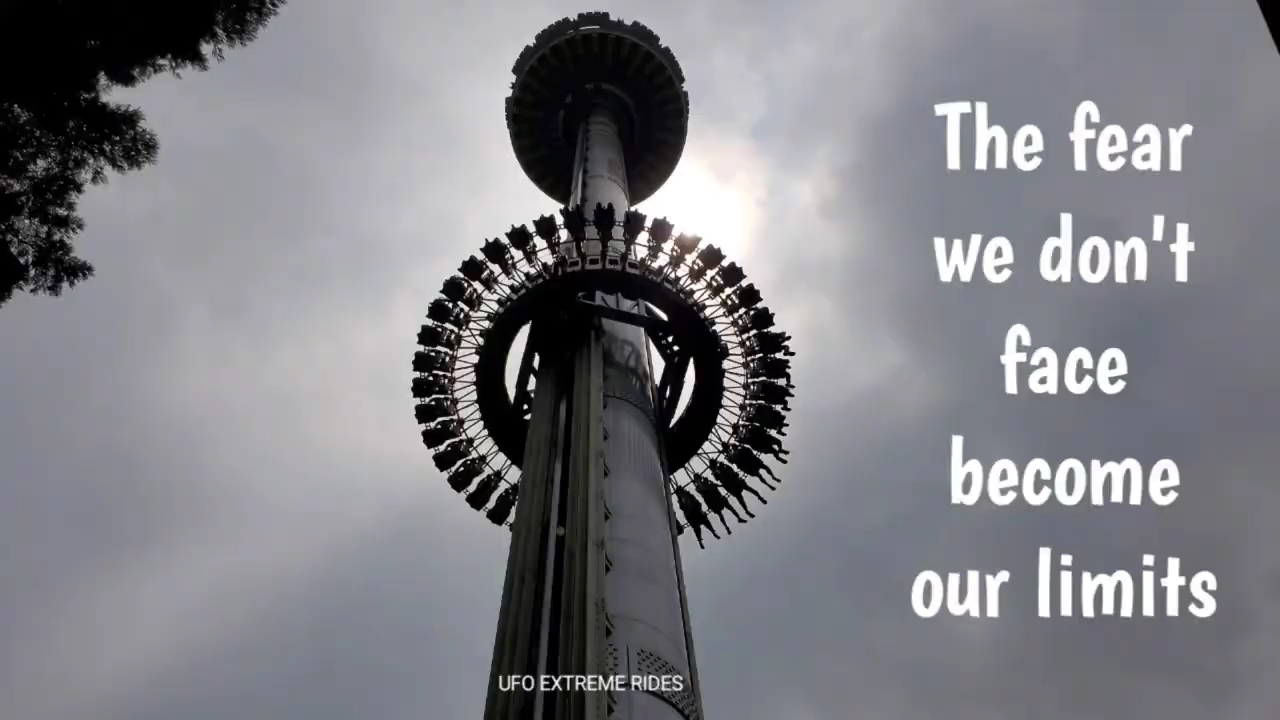 The fear
we don't
face
become
our limits
UFO EXTREME RIDES